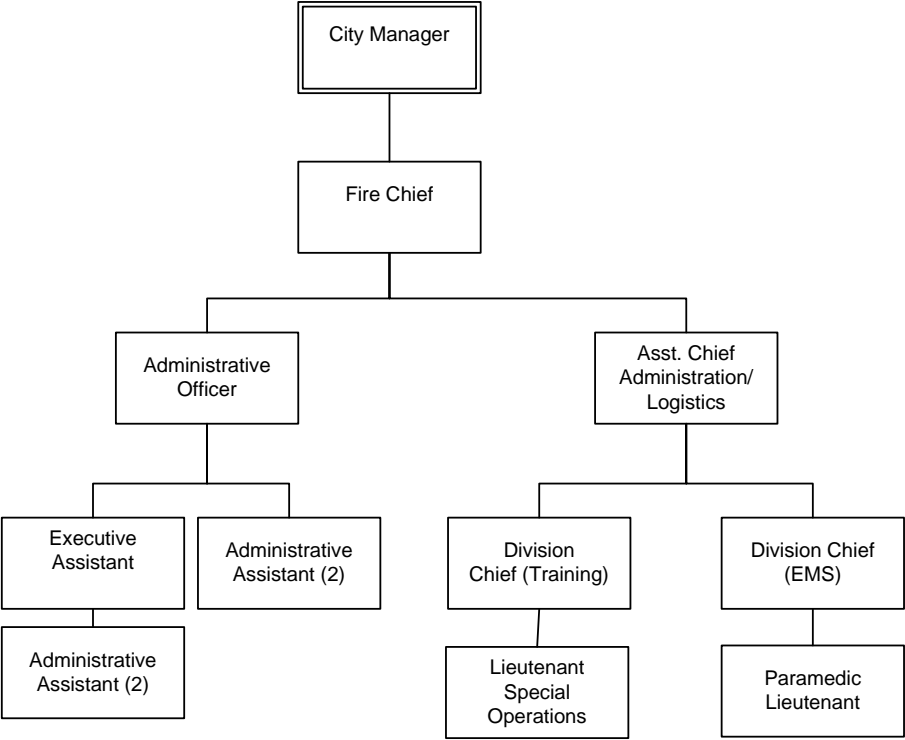 City Manager
Fire Chief
Administrative
Officer
Asst. Chief
Administration/
Logistics
Executive
Assistant
Administrative
Assistant (2)
Division
Chief (Training)
Division Chief
(EMS)
Administrative
Assistant (2)
Lieutenant
Special
Operations
Paramedic
Lieutenant